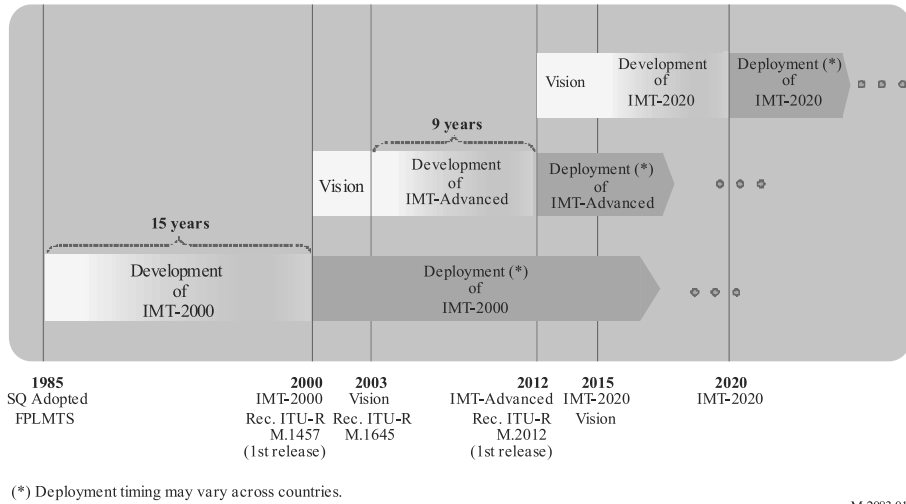 Vision
Development
of
IMT-2020
Deployment (*)
of
IMT-2020
9 years
Vision
Development
of
IMT-Advanced
Deployment (*)
of
IMT-Advanced
15 years
Development
of
IMT-2000
Deployment (*)
of
IMT-2000
1985
SQ Adopted
FPLMTS
2000
IMT-2000
Rec. ITU-R
M.1457
(1st release)
2003
Vision
Rec. ITU-R
M.1645
2012
IMT-Advanced
Rec. ITU-R
M.2012
(1st release)
2015
IMT-2020
Vision
2020
IMT-2020
(*) Deployment timing may vary across countries.